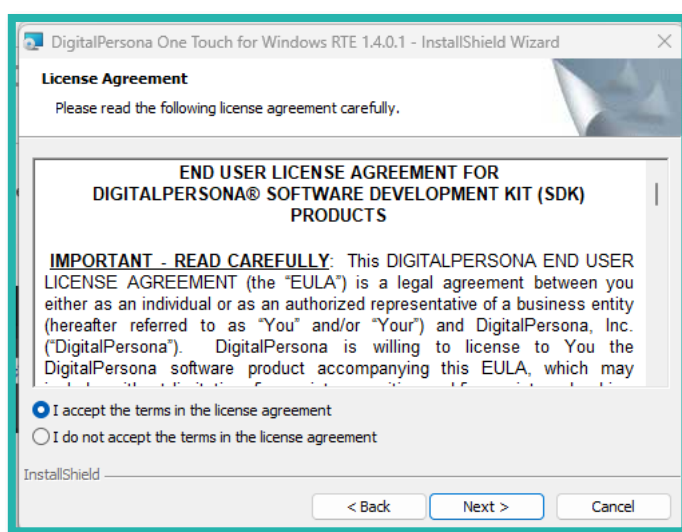 DigitalPersona One Touch for Windows RTE 1.4.0.1 - InstallShield Wizard
License Agreement
Please read the following license agreement carefully.
END USER LICENSE AGREEMENT FOR
DIGITALPERSONA® SOFTWARE DEVELOPMENT KIT (SDK)
PRODUCTS
IMPORTANT - READ CAREFULLY: This DIGITALPERSONA END USER
LICENSE AGREEMENT (the “EULA”) is a legal agreement between you
either as an individual or as an authorized representative of a business entity
(hereafter referred to as “You” and/or “Your”) and DigitalPersona, Inc.
(“DigitalPersona”). DigitalPersona is willing to license to You the
DigitalPersona software product accompanying this EULA, which may
I accept the terms in the license agreement
I do not accept the terms in the license agreement
InstallShield
< Back
Next >
Cancel